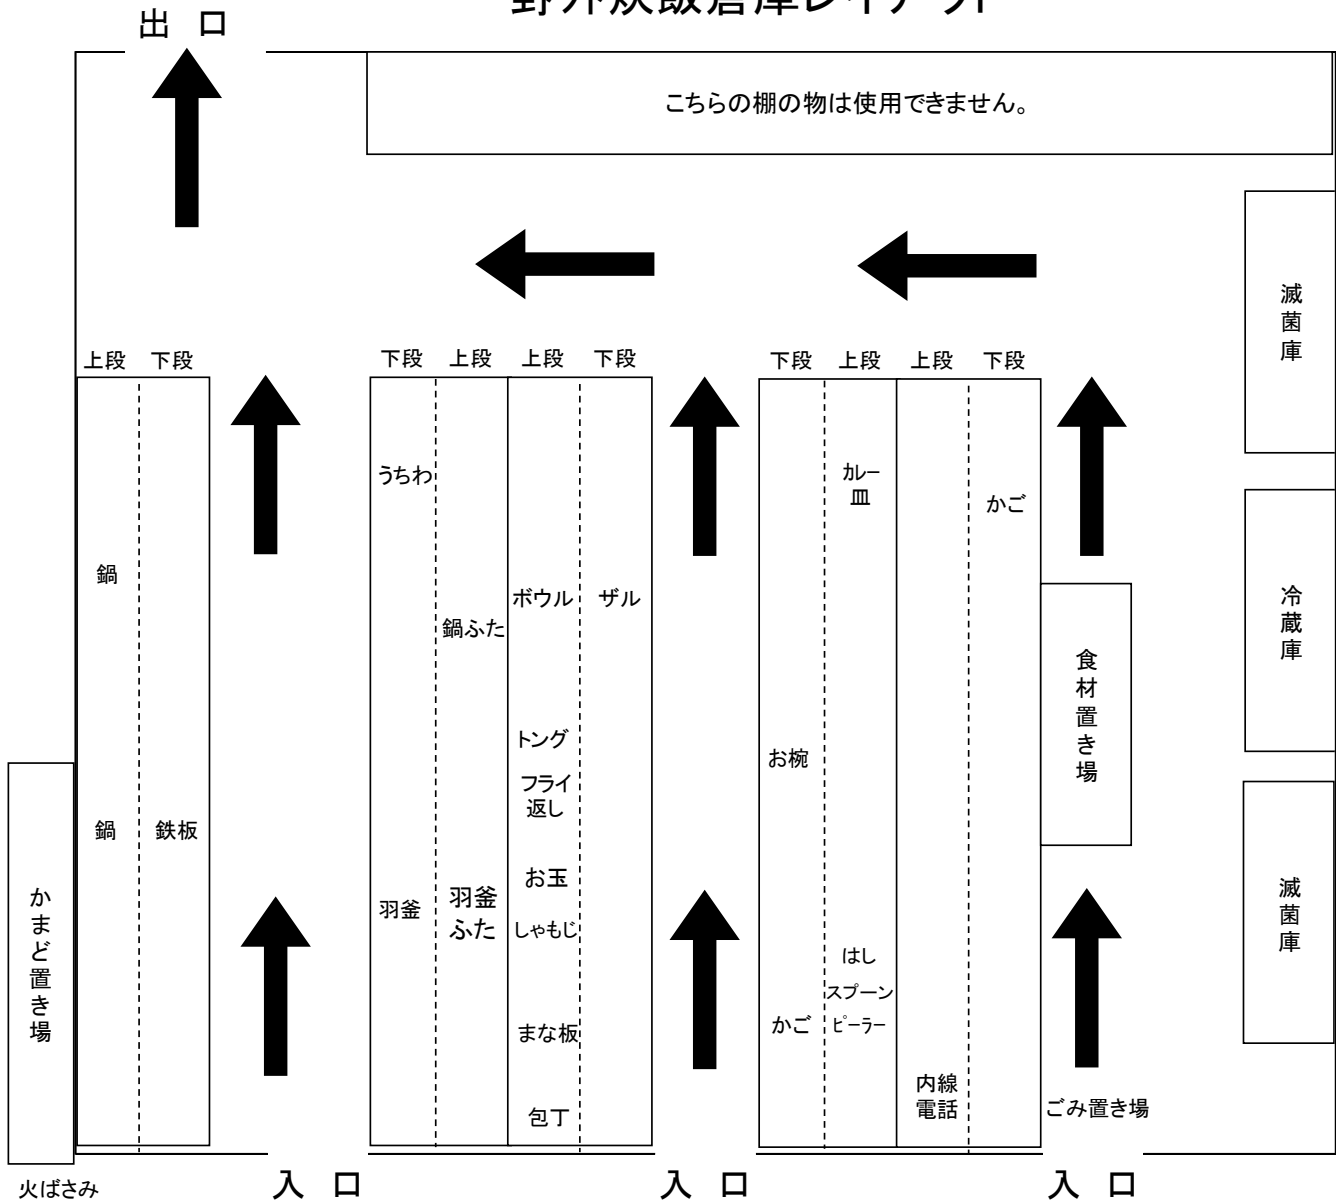 野外炊飯倉庫レイアウト
出 口
こちらの棚の物は使用できません。
滅菌庫
上段 下段
下段 上段 上段 下段
下段 上段 上段 下段
うちわ
カレー
皿
かご
鍋
ボウル ザル
鍋ふた
冷蔵庫
食材置き場
トング
フライ
返し
お椀
鍋 鉄板
お玉
羽釜
羽釜
ふた
しゃもじ
かまど置き場
滅菌庫
はし
スプーン
かご
ピーラー
まな板
内線
電話
ごみ置き場
包丁
火ばさみ
入 口
入 口
入 口